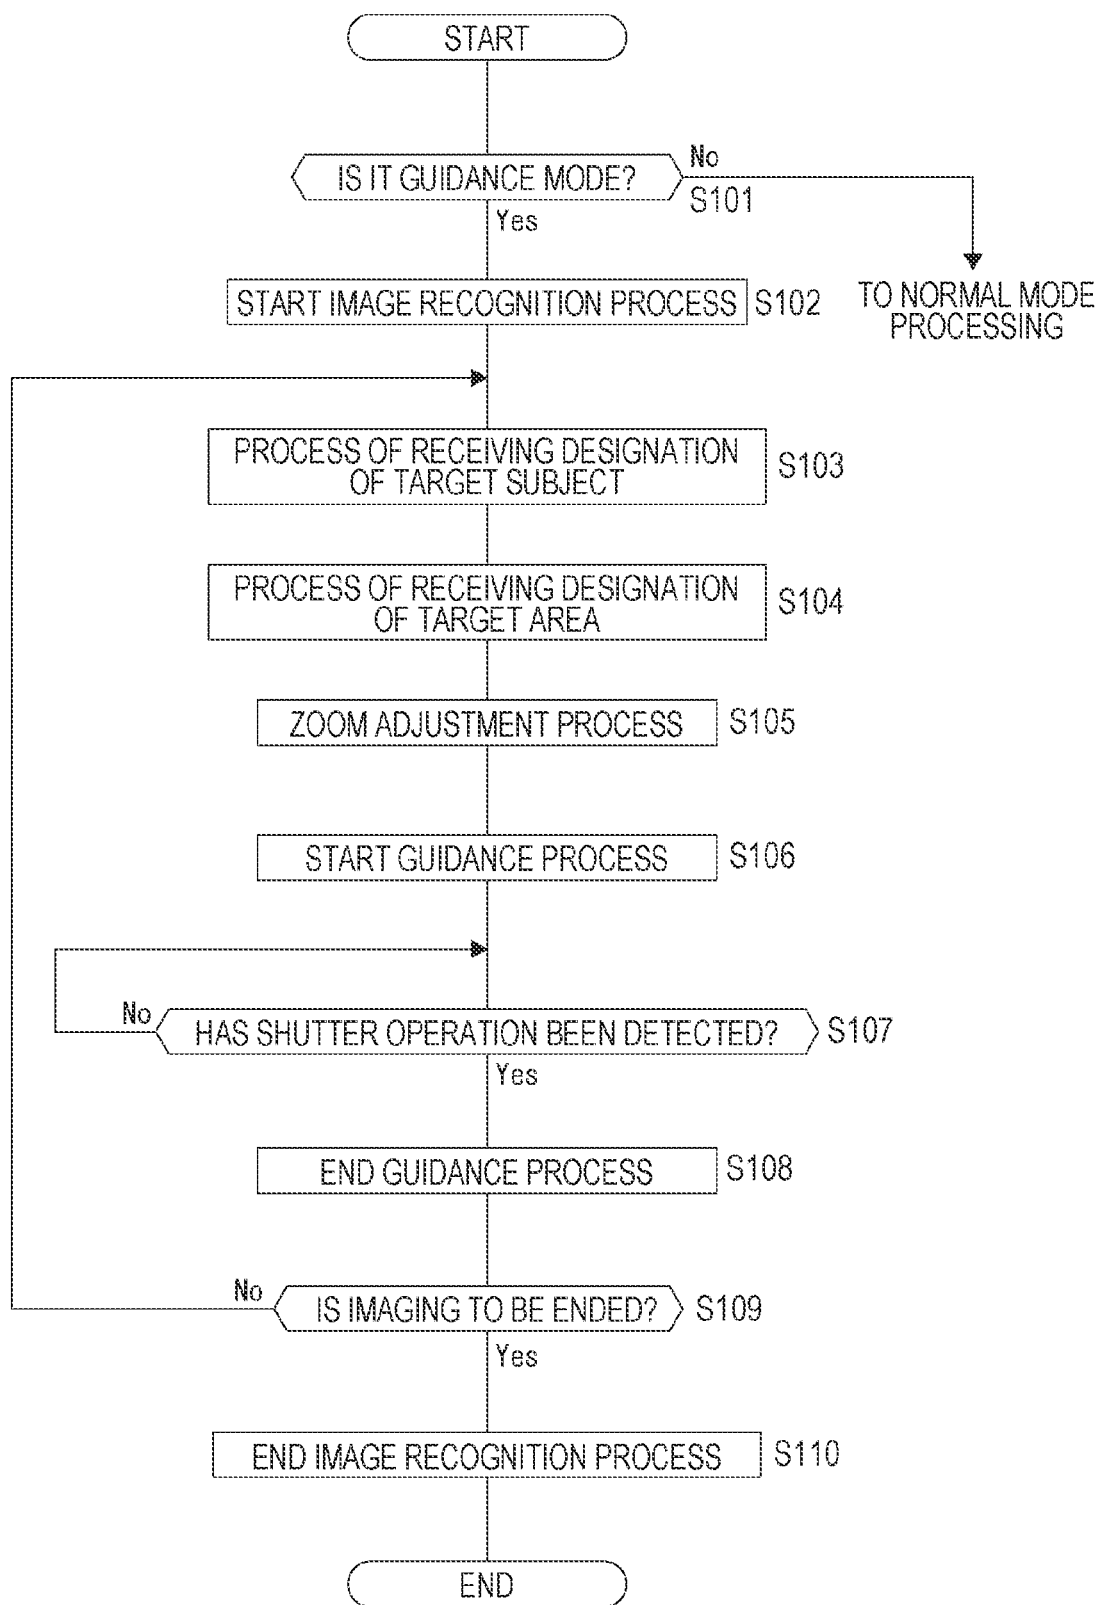 START
IS IT GUIDANCE MODE?
No
S101
Yes
START IMAGE RECOGNITION PROCESS
S102
TO NORMAL MODE
PROCESSING
PROCESS OF RECEIVING DESIGNATION
OF TARGET SUBJECT
S103
PROCESS OF RECEIVING DESIGNATION
OF TARGET AREA
S104
ZOOM ADJUSTMENT PROCESS
S105
START GUIDANCE PROCESS
S106
No
HAS SHUTTER OPERATION BEEN DETECTED?
S107
Yes
END GUIDANCE PROCESS
S108
No
IS IMAGING TO BE ENDED?
S109
Yes
END IMAGE RECOGNITION PROCESS
S110
END